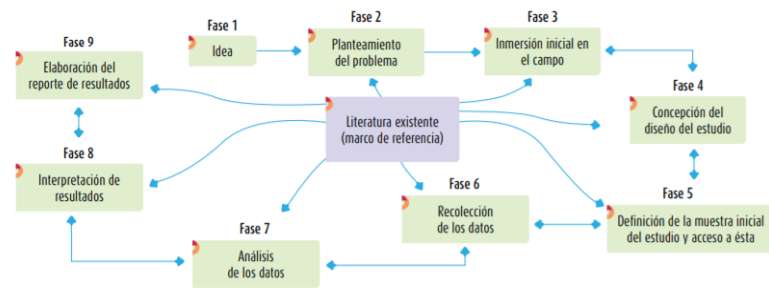 Fase 1
Idea
Fase 2
Planteamiento
del problema
Fase 3
Inmersión inicial en
el campo
Fase 4
Concepción del
diseño del estudio
Fase 5
Definición de la muestra inicial
del estudio y acceso a ésta
Fase 6
Recolección
de los datos
Fase 7
Análisis
de los datos
Fase 8
Interpretación de
resultados
Fase 9
Elaboración del
reporte de resultados
Literatura existente
(marco de referencia)